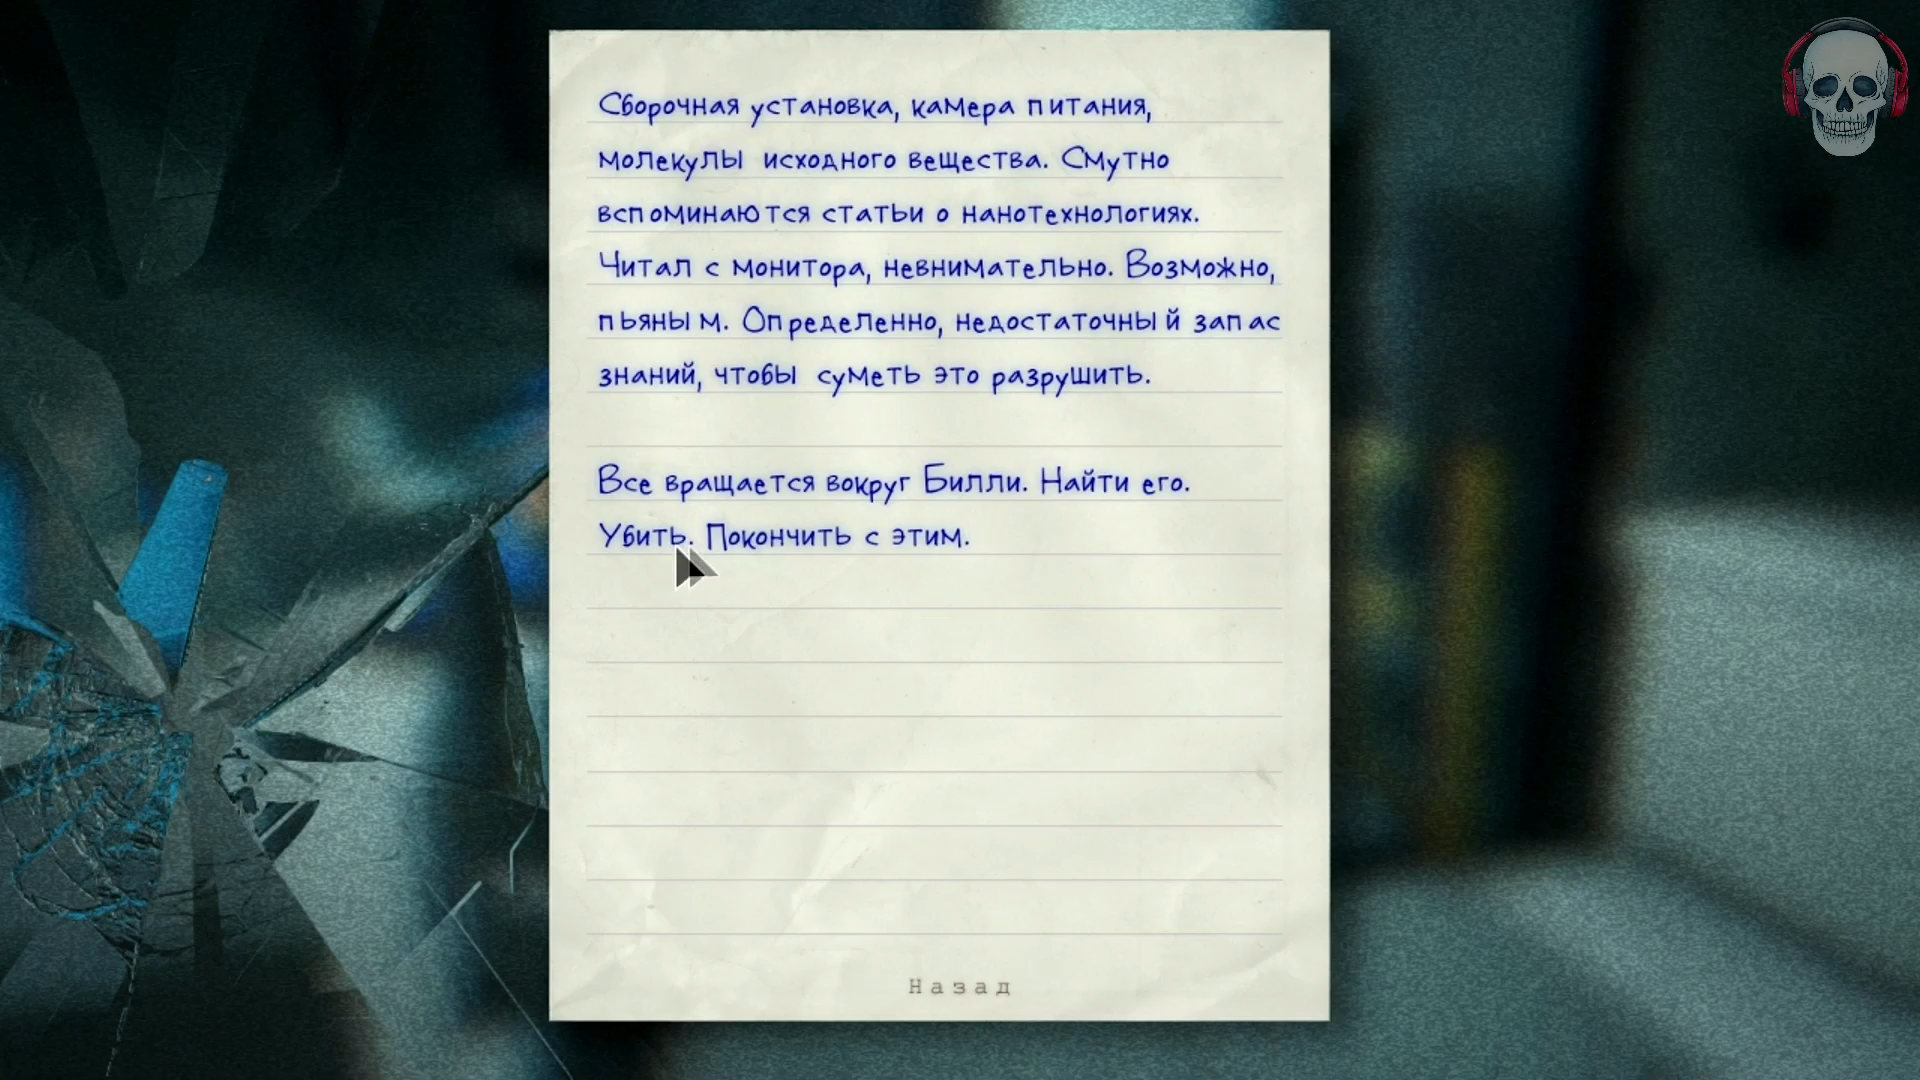 Сборочная установка, камера питания,
молекулы исходного вещества. Смутно
вспоминаются статьи о нанотехнологиях.
Читал с монитора, невнимательно. Возможно,
пьяным. Определенно, недостаточный запас
знаний, чтобы суметь это разрушить.
Все вращается вокруг Билли. Найти его.
Убить. Покончить с этим.
Назад